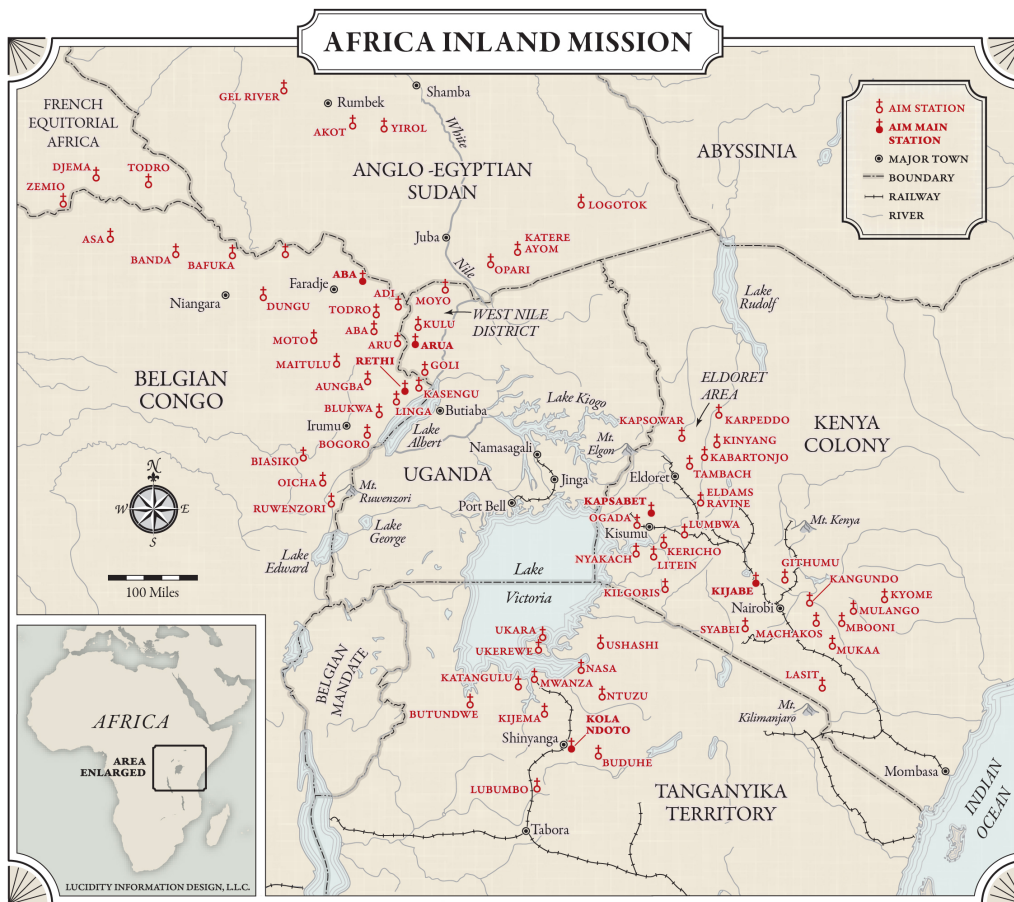 AFRICA INLAND MISSION
AIM STATION
AIM MAIN
STATION
MAJOR TOWN
BOUNDARY
RAILWAY
RIVER
FRENCH
EQUITORIAL
AFRICA
GEL RIVER
Rumbek
Shamba
AKOT
YIROL
White
Nile
ANGLO-EGYPTIAN
SUDAN
ABYSSINIA
DJEMA
TODRO
ZEMIO
LOGOTOK
ASA
BANDA
BAFUKA
Juba
KATERE
AYOM
OPARI
ABA
Faradje
Niangara
DUNGU
ADI
MOYO
Lake
Rudolf
TODRO
KULU
WEST NILE
DISTRICT
ABA
MOTO
ARU
ARUA
RETHI
GOLI
MAITULU
AUNGBA
KASENGU
BELGIAN
CONGO
BLUKWA
LINGA
Butiaba
Irumu
BOGORO
Lake
Albert
Lake Kiogo
ELDORET
AREA
KAPSOWAR
KARPEDDO
KENYA
COLONY
KINYANG
KABARTONJO
TAMBACH
Mt.
Elgon
Namasagali
BIASIKO
OICHA
RUWENZORI
Mt.
Ruwenzori
UGANDA
Jinga
Port Bell
Eldoret
KAPSABET
ELDAMS
RAVINE
OGADA
Kisumu
LUMBWA
Mt. Kenya
KERICHO
NYAKACH
LITEIN
Lake
George
Lake
Edward
N
W
E
S
100 Miles
Lake
Victoria
KILGORIS
GITHUMU
KANGUNDO
KIJABE
KYOME
Nairobi
MULANGO
SYABEI
MACHAKOS
MBOONI
MUKAA
UKARA
UKEREWE
USHASHI
BELGIAN
MANDATE
NASA
KATANGULU
MWANZA
NTUZU
BUTUNDWE
KIJEMA
LASIT
Mt.
Kilimanjaro
KOLA
NDOTO
Shinyanga
BUDUHE
Mombasa
LUBUMBO
TANGANYIKA
TERRITORY
INDIAN
OCEAN
Tabora
AFRICA
AREA
ENLARGED
LUCIDITY INFORMATION DESIGN, L.L.C.